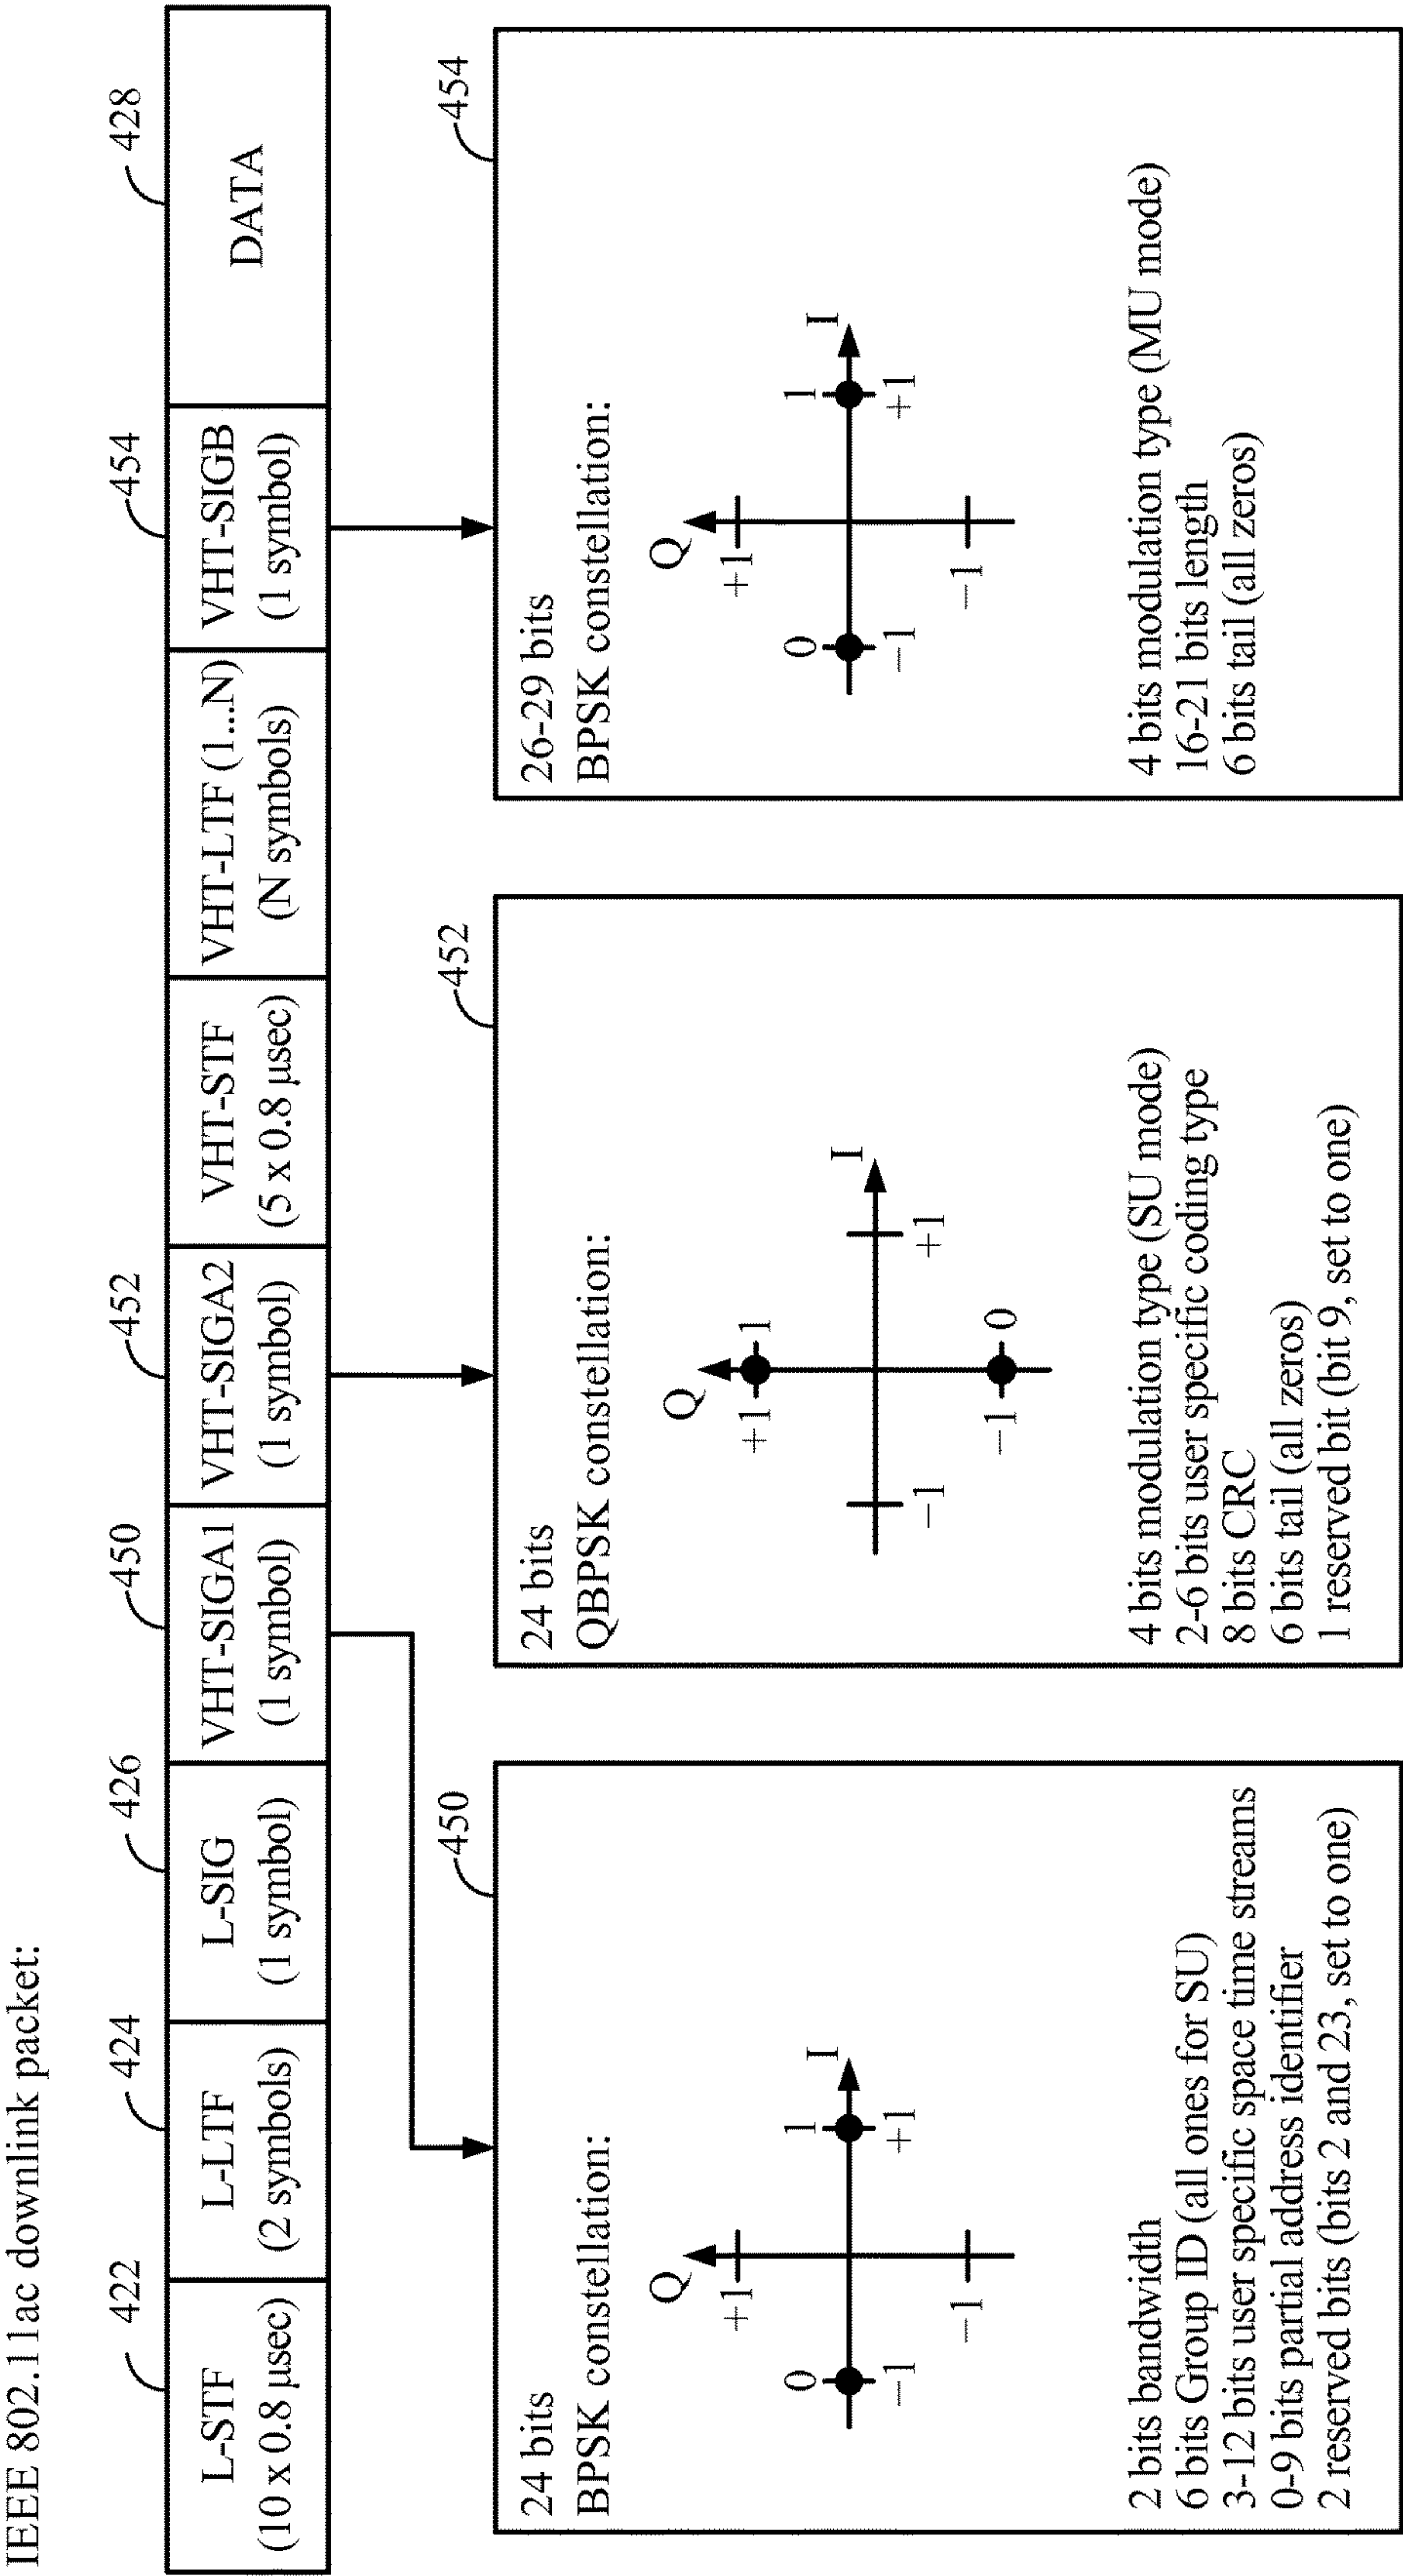 IEEE 802.11ac downlink packet:
422
424
426
450
452
454
428
L-STF
(10 x 0.8 µsec)
L-LTF
(2 symbols)
L-SIG
(1 symbol)
VHT-SIGA1
(1 symbol)
VHT-SIGA2
(1 symbol)
VHT-STF
(5 x 0.8 µsec)
VHT-LTF (1...N)
(N symbols)
VHT-SIGB
(1 symbol)
DATA
450
24 bits
BPSK constellation:
Q
+1
I
0
1
−1
+1
−1
2 bits bandwidth
6 bits Group ID (all ones for SU)
3-12 bits user specific space time streams
0-9 bits partial address identifier
2 reserved bits (bits 2 and 23, set to one)
452
24 bits
QBPSK constellation:
Q
+1
1
I
−1
+1
−1
0
4 bits modulation type (SU mode)
2-6 bits user specific coding type
8 bits CRC
6 bits tail (all zeros)
1 reserved bit (bit 9, set to one)
454
26-29 bits
BPSK constellation:
Q
+1
I
0
1
−1
+1
−1
4 bits modulation type (MU mode)
16-21 bits length
6 bits tail (all zeros)